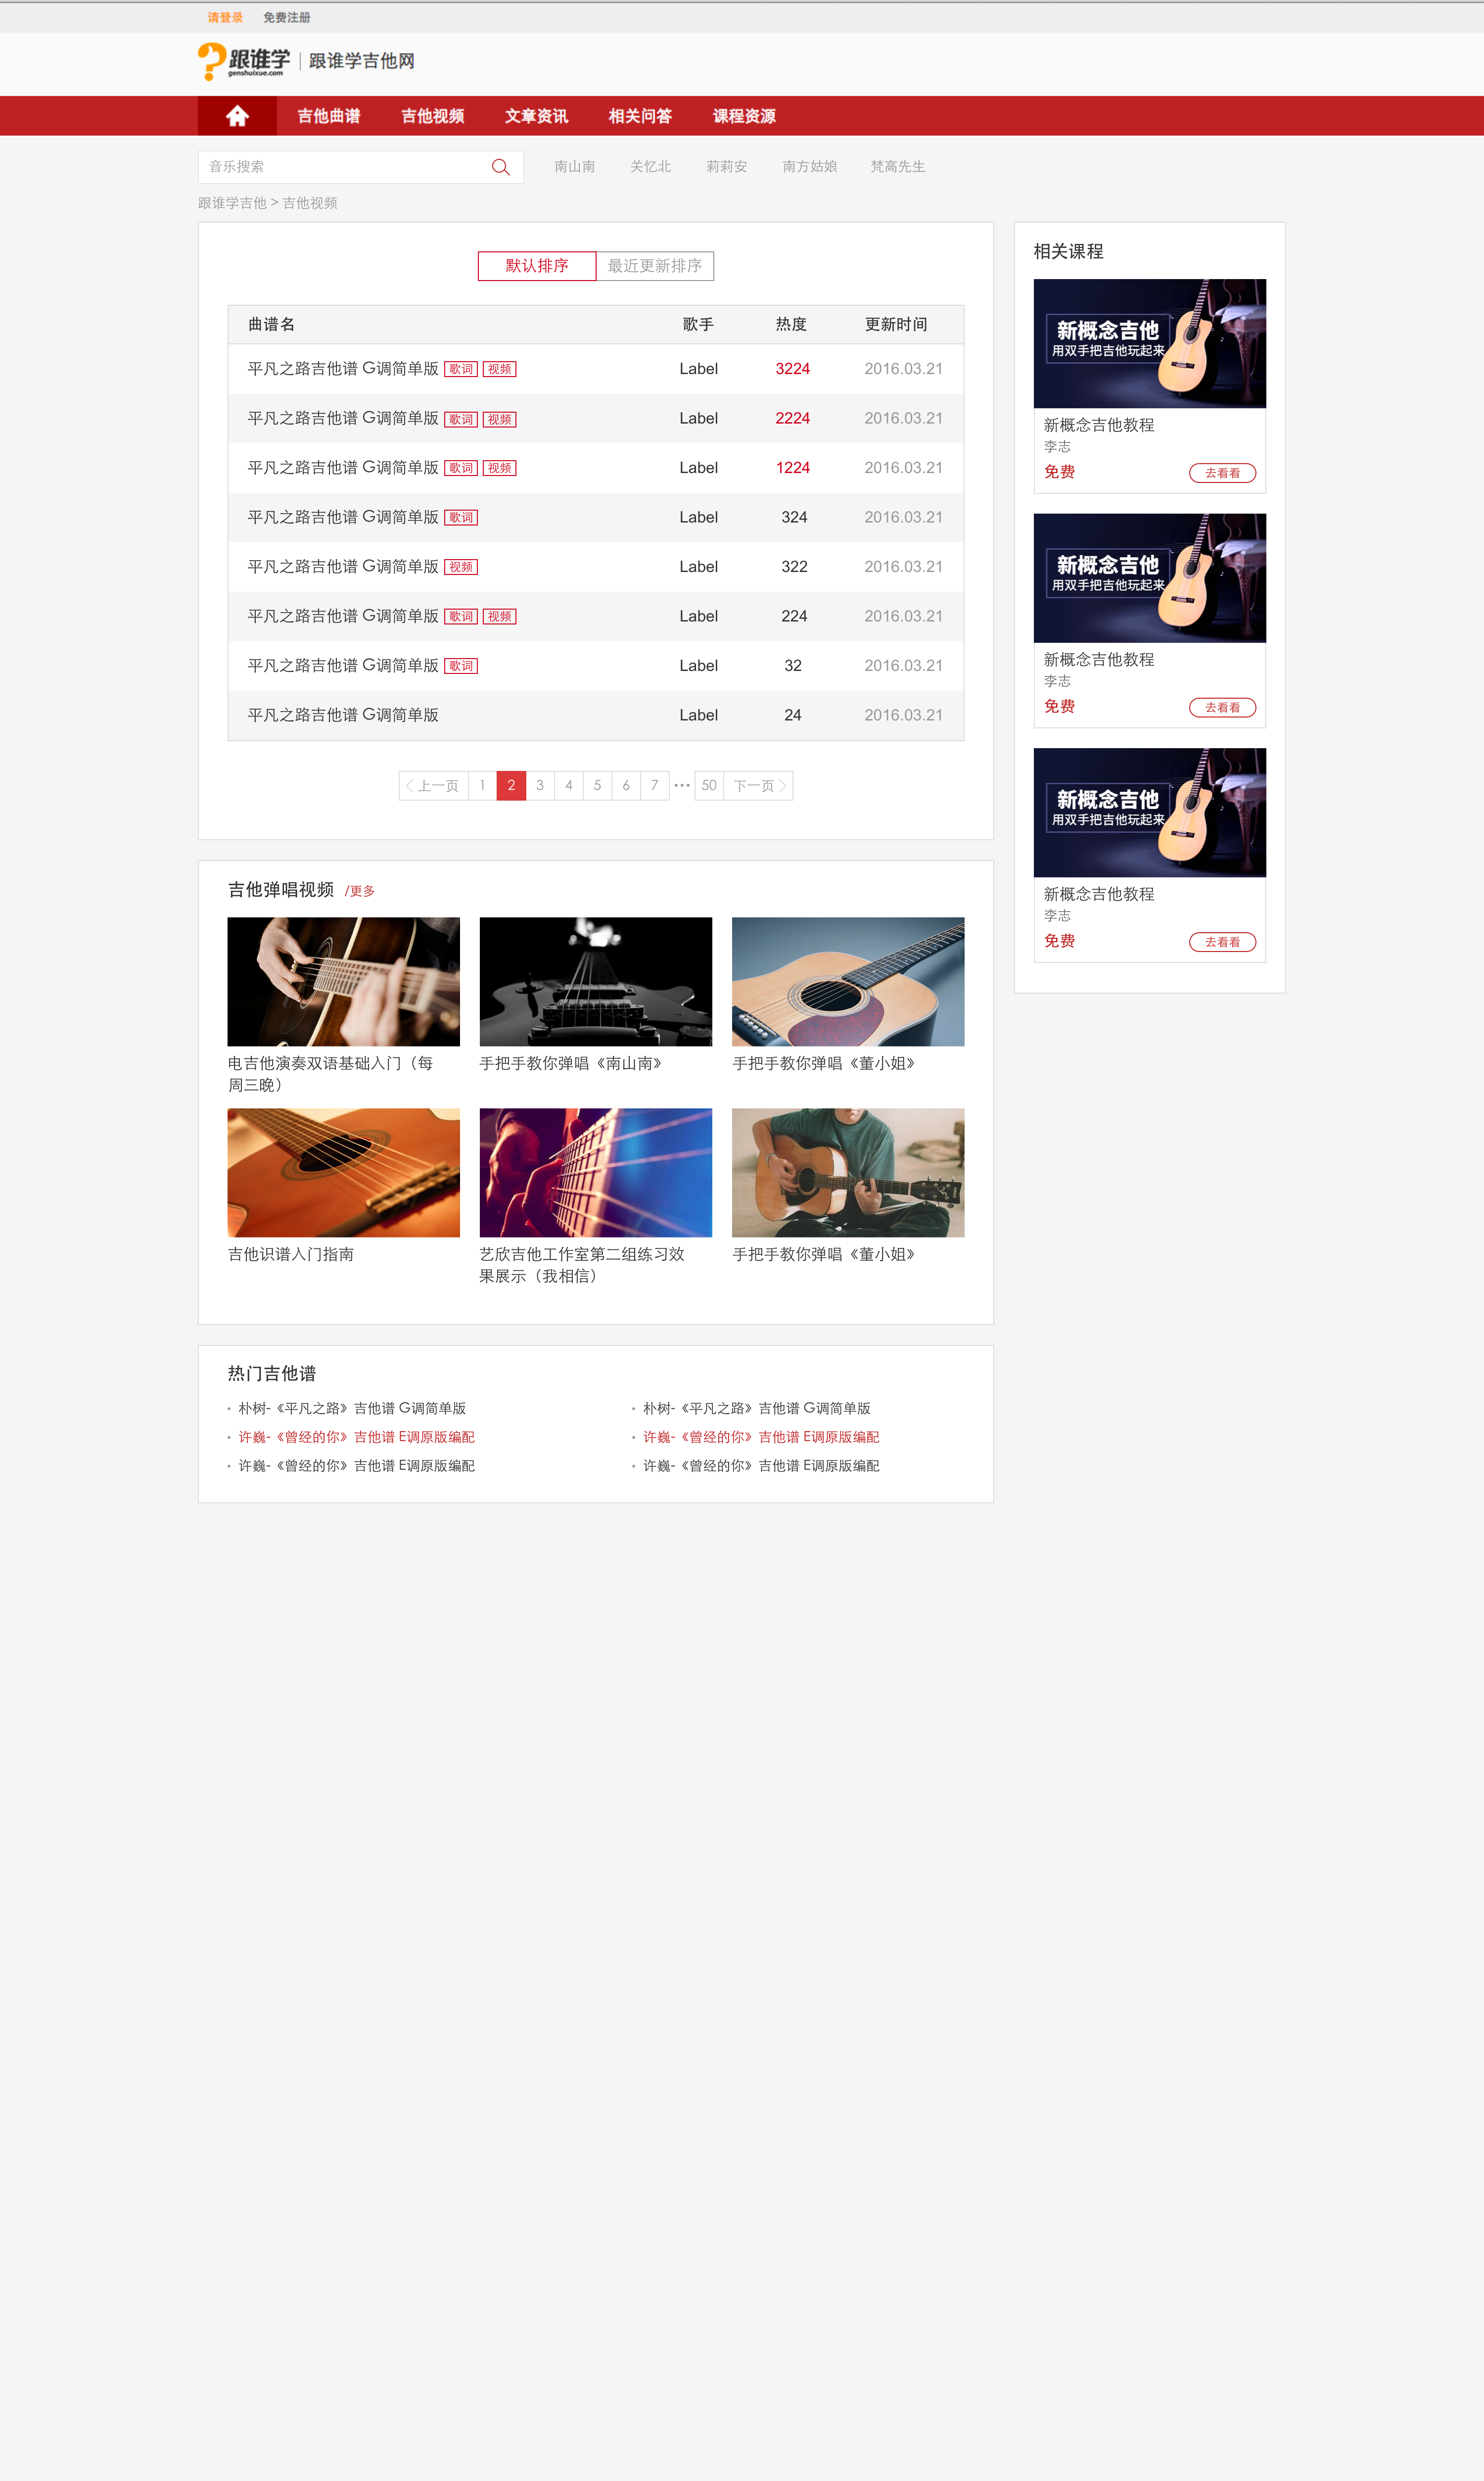 请登录 免费注册
跟谁学 genshuixue.com 跟谁学吉他网
吉他曲谱 吉他视频 文章资讯 相关问答 课程资源
音乐搜索 南山南 关忆北 莉莉安 南方姑娘 梵高先生
跟谁学吉他 > 吉他视频
默认排序 最近更新排序
曲谱名 歌手 热度 更新时间
平凡之路吉他谱 G调简单版 歌词 视频 Label 3224 2016.03.21
平凡之路吉他谱 G调简单版 歌词 视频 Label 2224 2016.03.21
平凡之路吉他谱 G调简单版 歌词 视频 Label 1224 2016.03.21
平凡之路吉他谱 G调简单版 歌词 Label 324 2016.03.21
平凡之路吉他谱 G调简单版 视频 Label 322 2016.03.21
平凡之路吉他谱 G调简单版 歌词 视频 Label 224 2016.03.21
平凡之路吉他谱 G调简单版 歌词 Label 32 2016.03.21
平凡之路吉他谱 G调简单版 Label 24 2016.03.21
上一页 1 2 3 4 5 6 7 ··· 50 下一页
相关课程
新概念吉他
用双手把吉他玩起来
新概念吉他教程
李志
免费 去看看
新概念吉他
用双手把吉他玩起来
新概念吉他教程
李志
免费 去看看
新概念吉他
用双手把吉他玩起来
新概念吉他教程
李志
免费 去看看
吉他弹唱视频 /更多
电吉他演奏双语基础入门（每
周三晚）
手把手教你弹唱《南山南》
手把手教你弹唱《董小姐》
吉他识谱入门指南
艺欣吉他工作室第二组练习效
果展示（我相信）
手把手教你弹唱《董小姐》
热门吉他谱
朴树-《平凡之路》吉他谱 G调简单版
许巍-《曾经的你》吉他谱 E调原版编配
许巍-《曾经的你》吉他谱 E调原版编配
朴树-《平凡之路》吉他谱 G调简单版
许巍-《曾经的你》吉他谱 E调原版编配
许巍-《曾经的你》吉他谱 E调原版编配